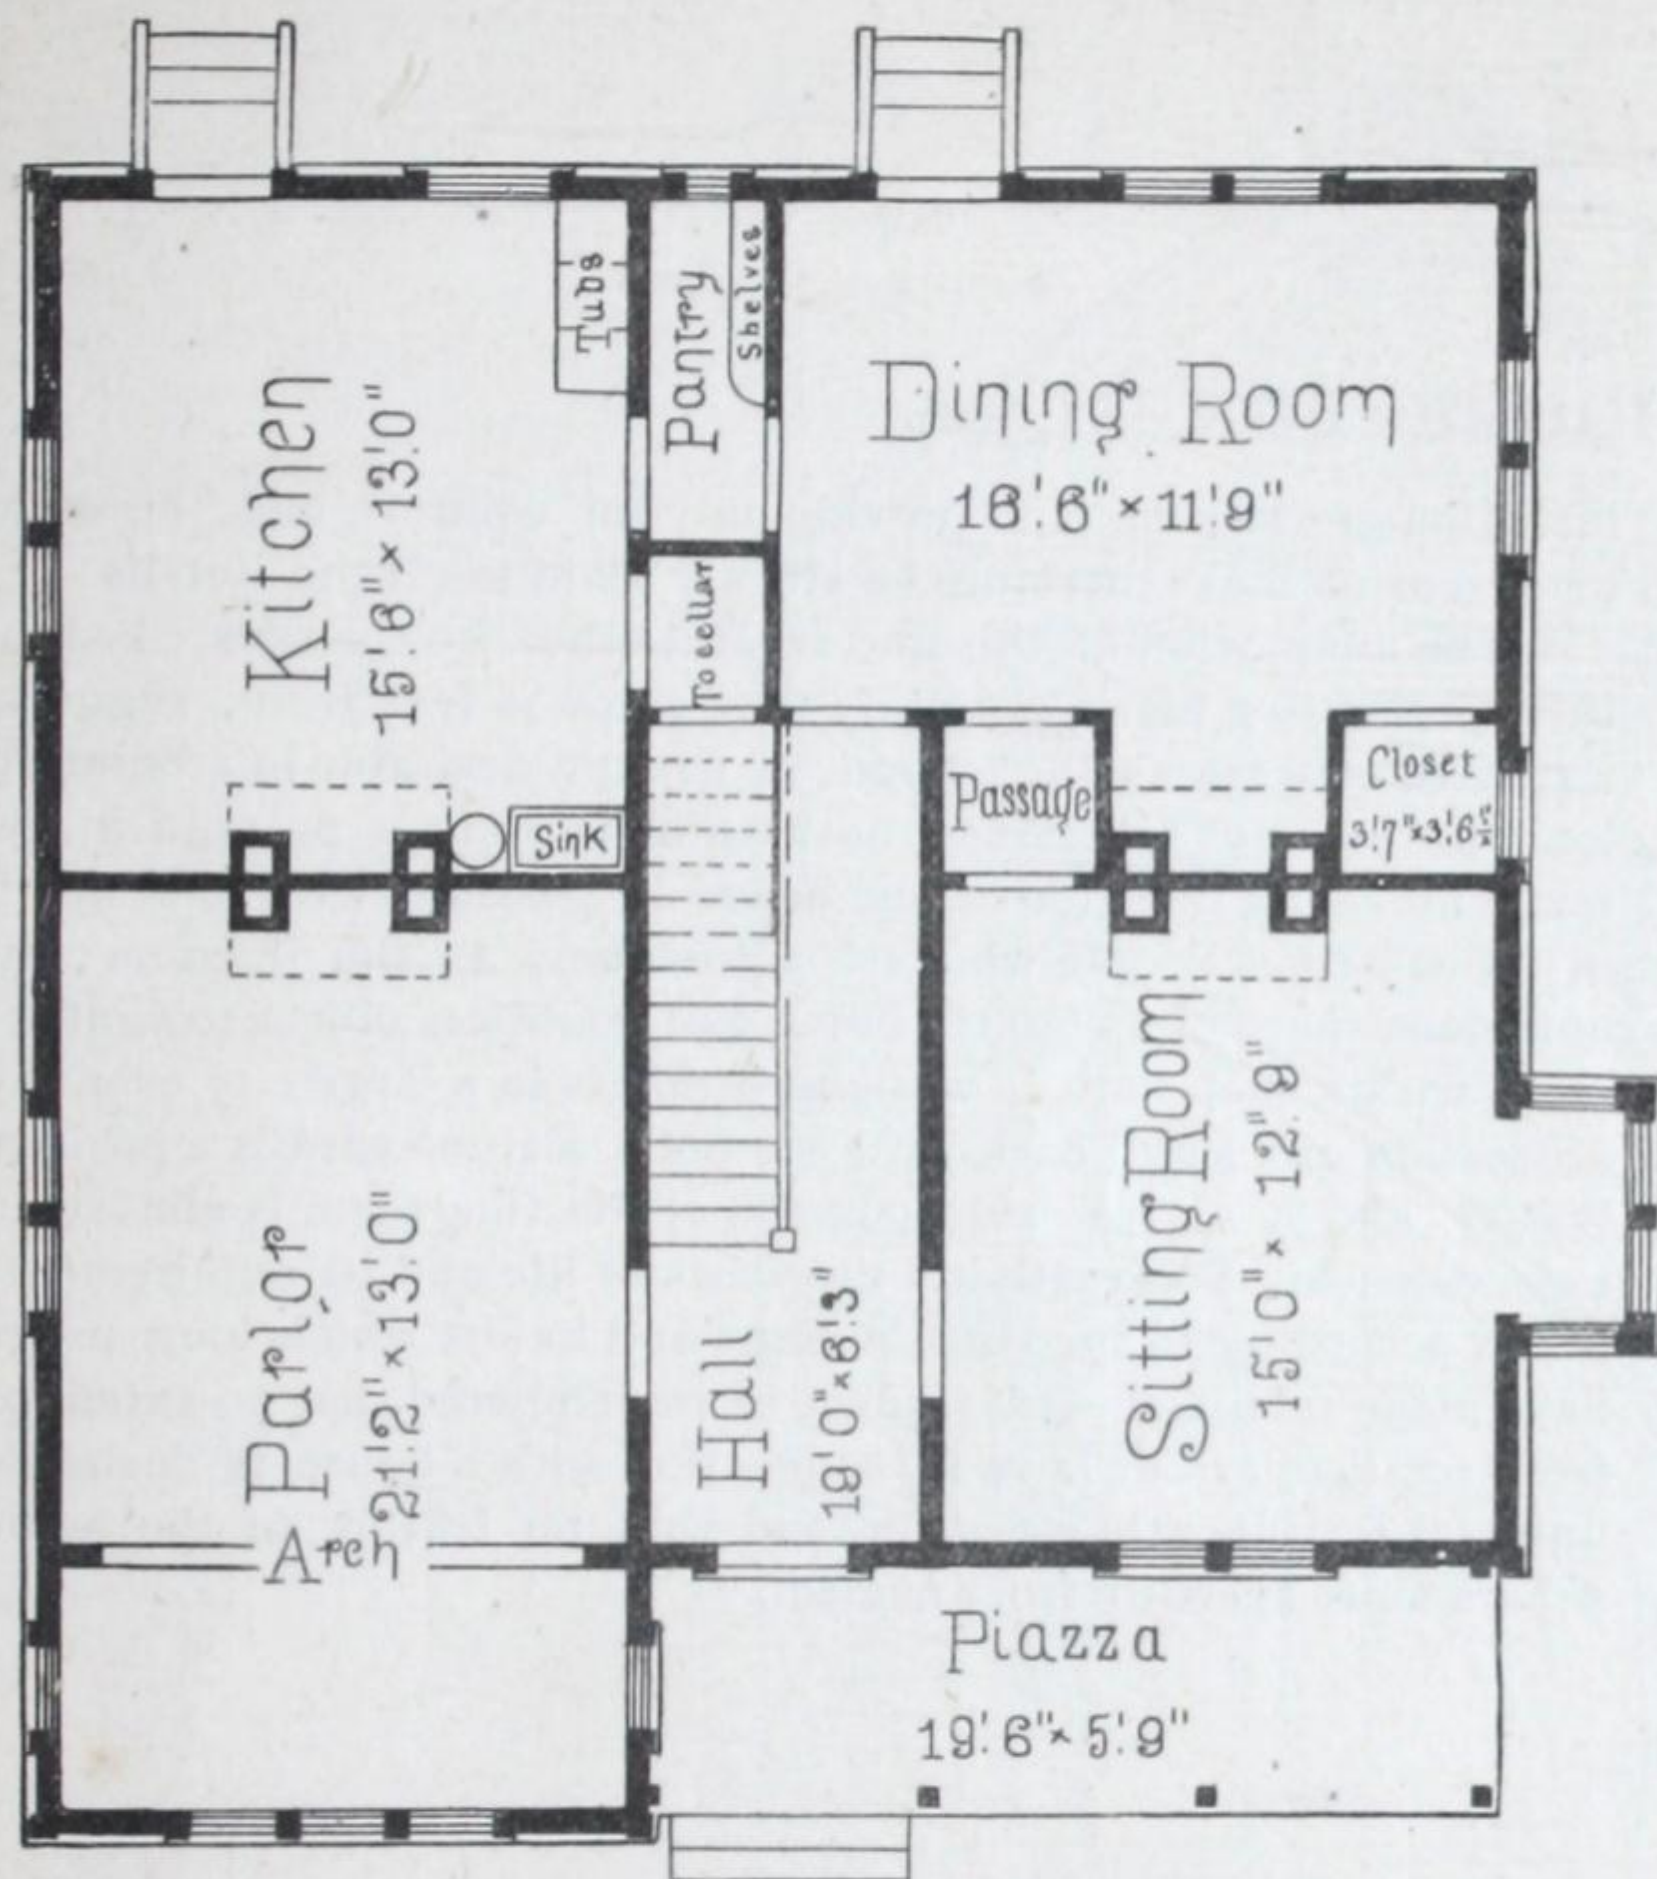 Kitchen
15'.6" x 13'.0"
Tubs
Pantry
Shelves
To cellar
Dining Room
16'.6" x 11'9"
Sink
Passage
Closet
3'.7" x 3'.6½"
Parlor
21'.2" x 13'.0"
Arch
Hall
19'0" x 6'.3"
Sitting Room
15'0" x 12"9"
Piazza
19'.6" x 5'.9"